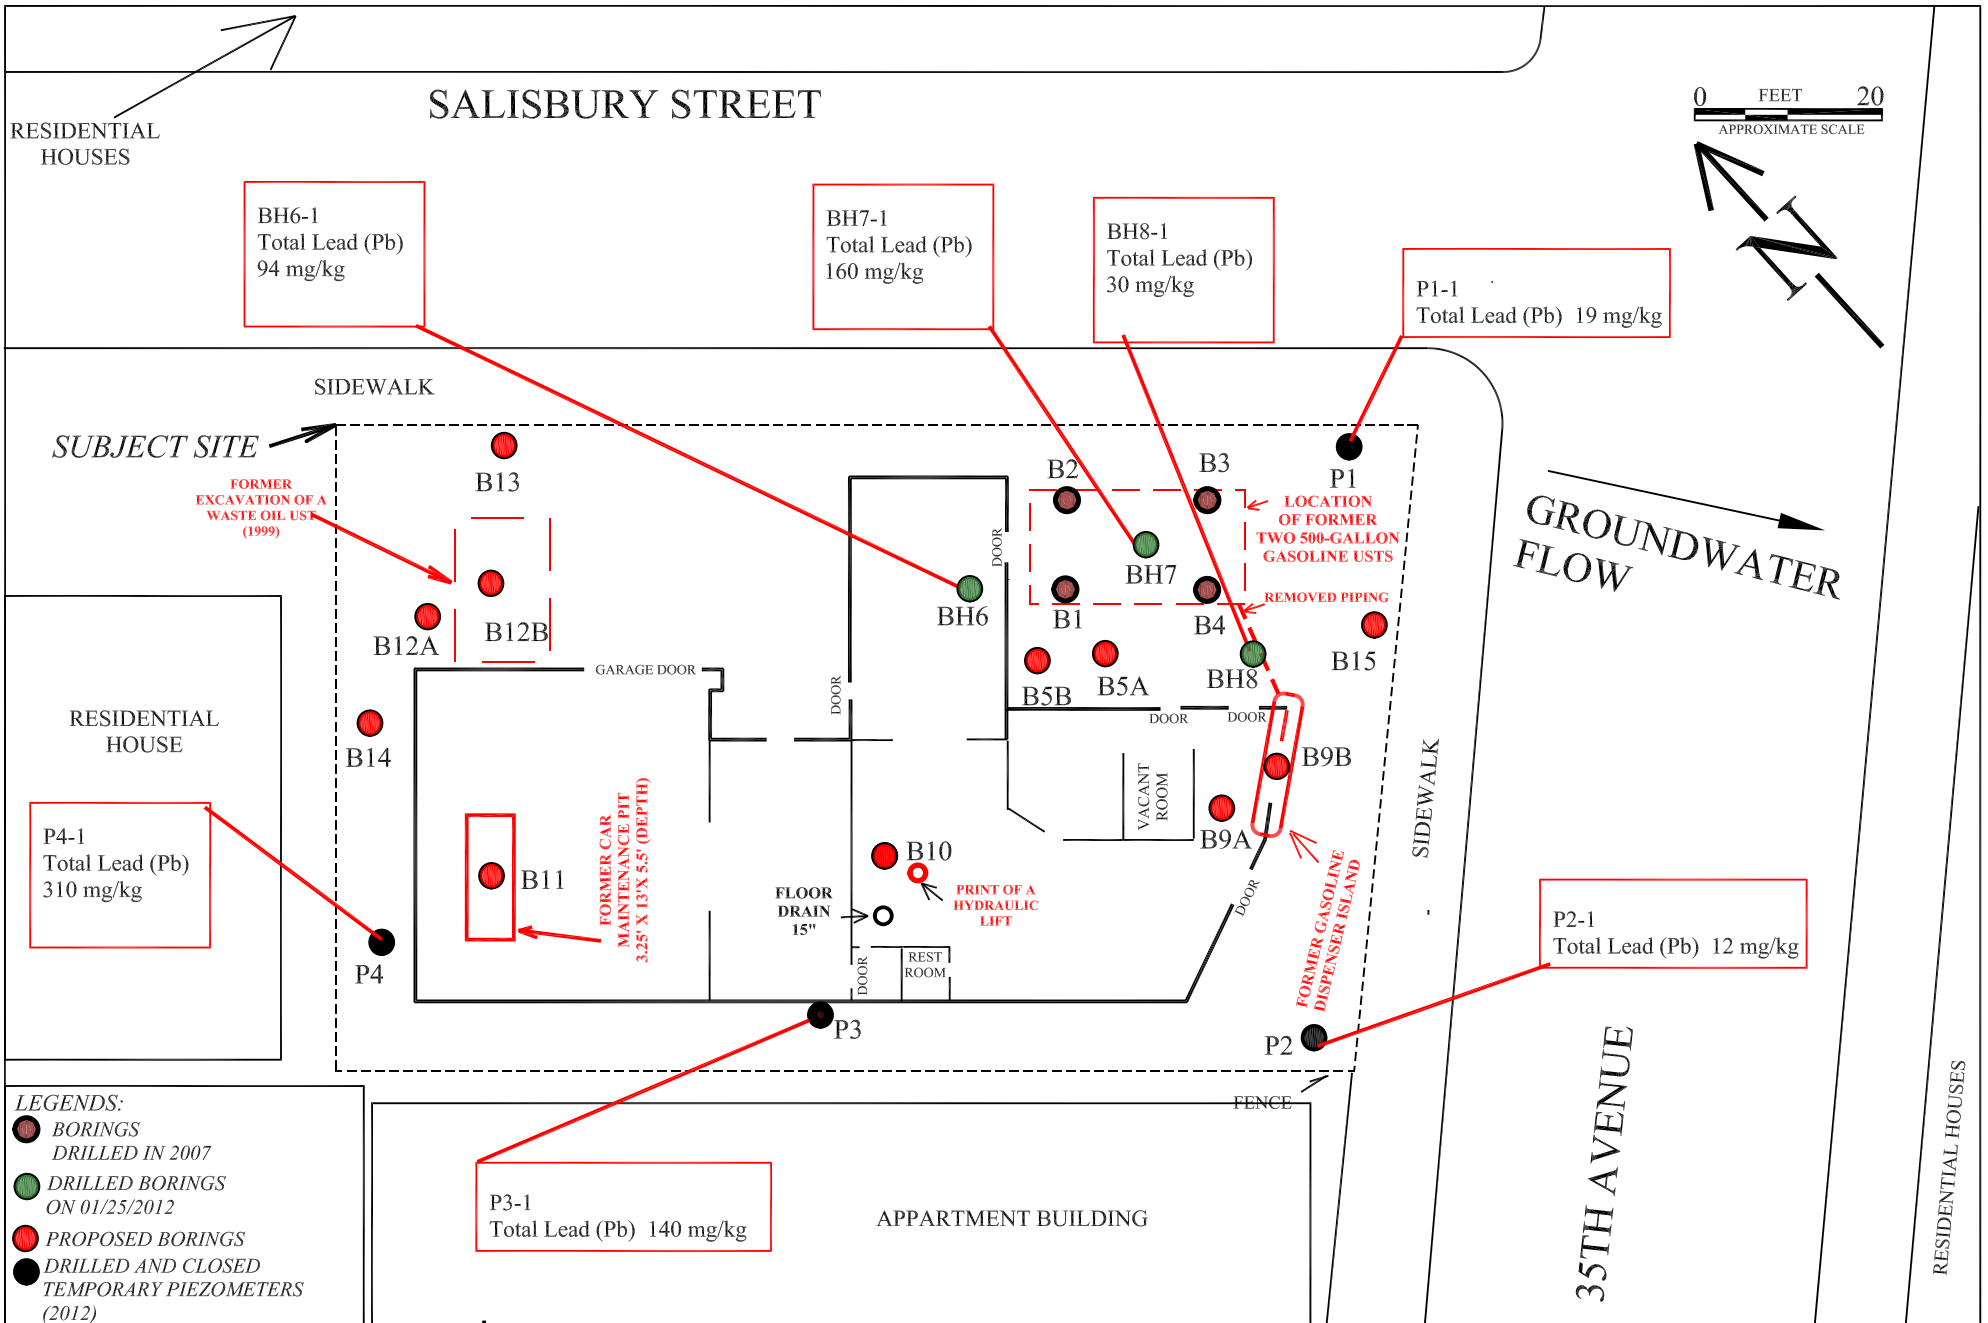 SALISBURY STREET
RESIDENTIAL
HOUSES
0 FEET 20
APPROXIMATE SCALE
N
BH6-1
Total Lead (Pb)
94 mg/kg
BH7-1
Total Lead (Pb)
160 mg/kg
BH8-1
Total Lead (Pb)
30 mg/kg
P1-1
Total Lead (Pb) 19 mg/kg
SIDEWALK
SUBJECT SITE
FORMER
EXCAVATION OF A
WASTE OIL UST
(1999)
B13
B12A
B12B
B14
GARAGE DOOR
DOOR
DOOR
BH6
B2
B3
BH7
B1
B4
P1
LOCATION
OF FORMER
TWO 500-GALLON
GASOLINE USTS
REMOVED PIPING
B5B
B5A
BH8
B15
GROUNDWATER
FLOW
DOOR
DOOR
VACANT
ROOM
B9B
B9A
SIDEWALK
RESIDENTIAL
HOUSE
P4-1
Total Lead (Pb)
310 mg/kg
P4
B11
FORMER CAR
MAINTENANCE PIT
3.25' X 13'X 5.5' (DEPTH)
B10
FLOOR
DRAIN
15"
PRINT OF A
HYDRAULIC
LIFT
DOOR
REST
ROOM
DOOR
FORMER GASOLINE
DISPENSER ISLAND
P2-1
Total Lead (Pb) 12 mg/kg
P3
P2
FENCE
35TH AVENUE
RESIDENTIAL HOUSES
P3-1
Total Lead (Pb) 140 mg/kg
APPARTMENT BUILDING
LEGENDS:
BORINGS
DRILLED IN 2007
DRILLED BORINGS
ON 01/25/2012
PROPOSED BORINGS
DRILLED AND CLOSED
TEMPORARY PIEZOMETERS
(2012)